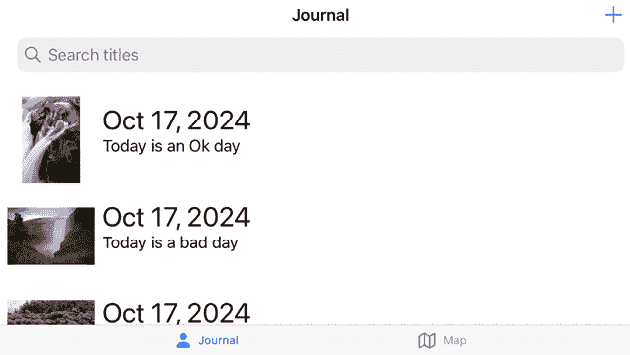 Journal
Search titles
Oct 17, 2024
Today is an Ok day
Oct 17, 2024
Today is a bad day
Oct 17, 2024
Journal
Map